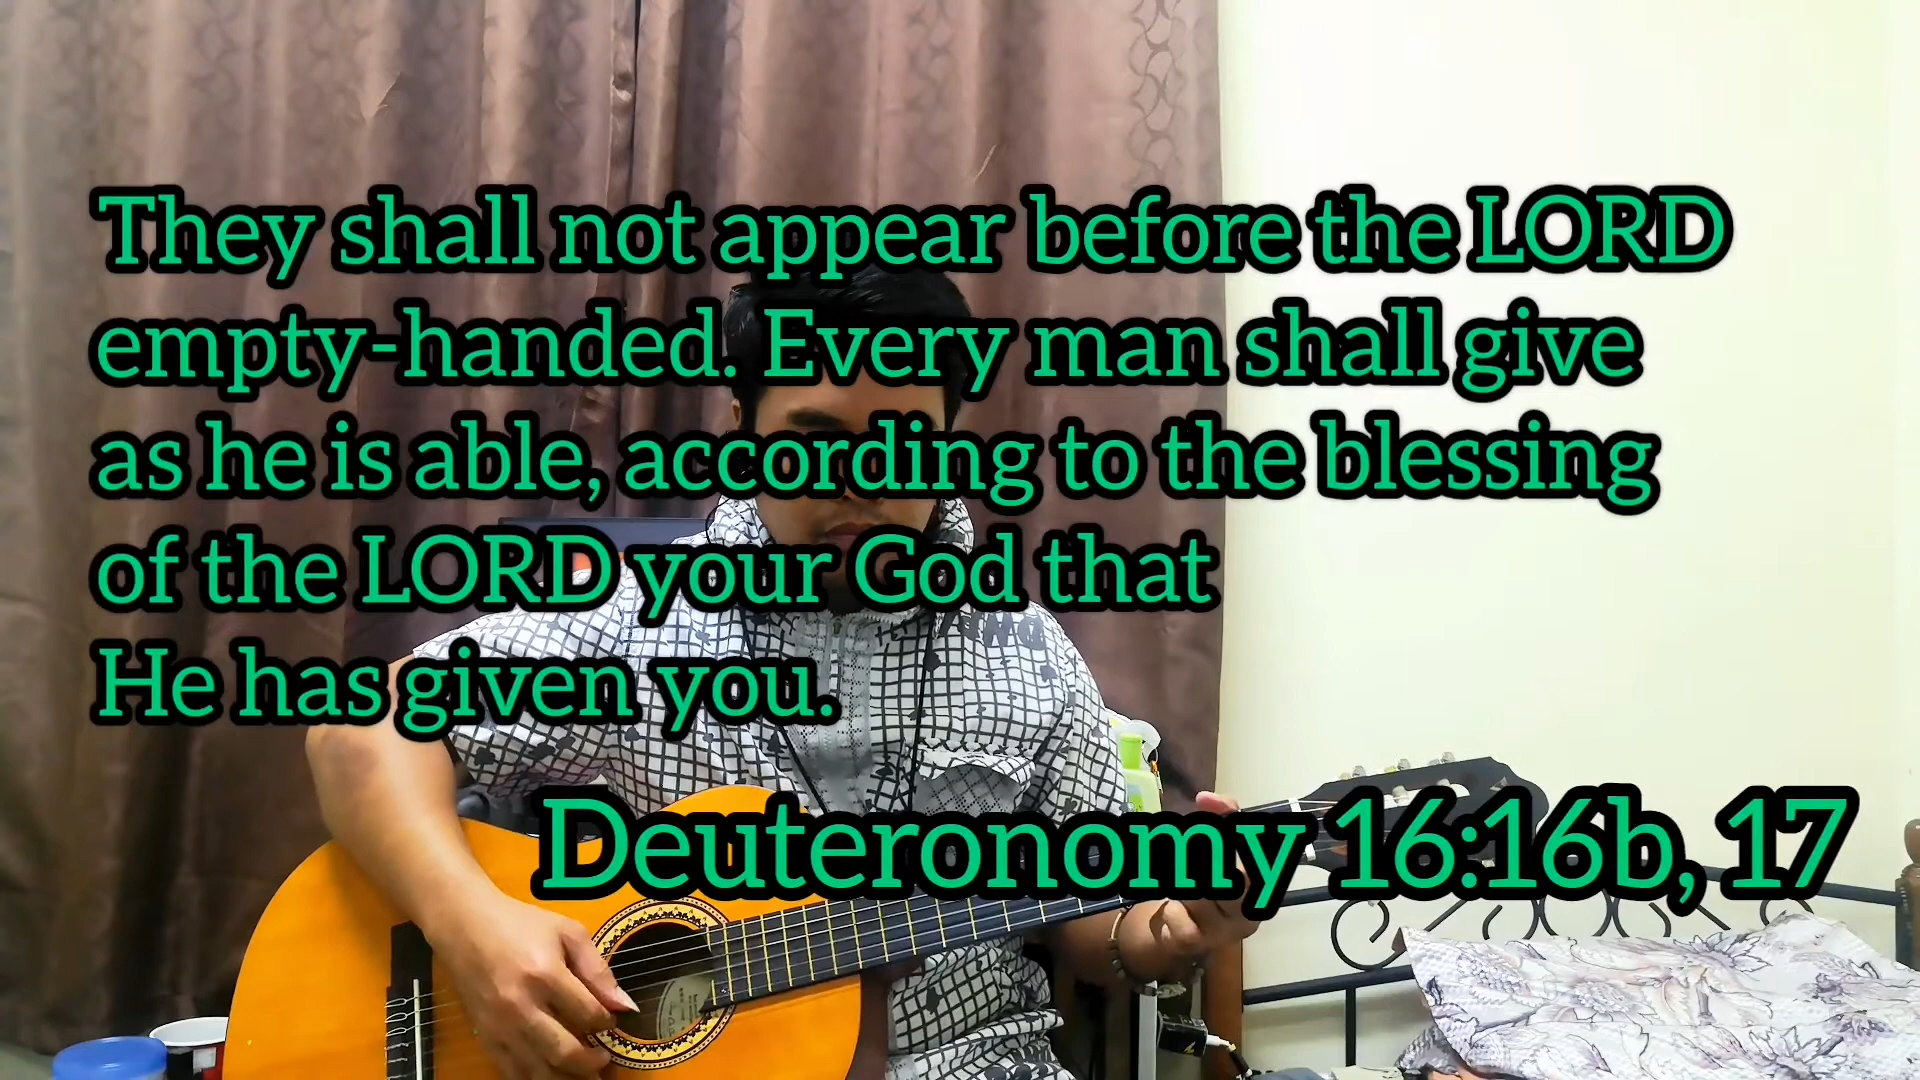 They shall not appear before the LORD
empty-handed. Every man shall give
as he is able, according to the blessing
of the LORD your God that
He has given you.
Deuteronomy 16:16b, 17